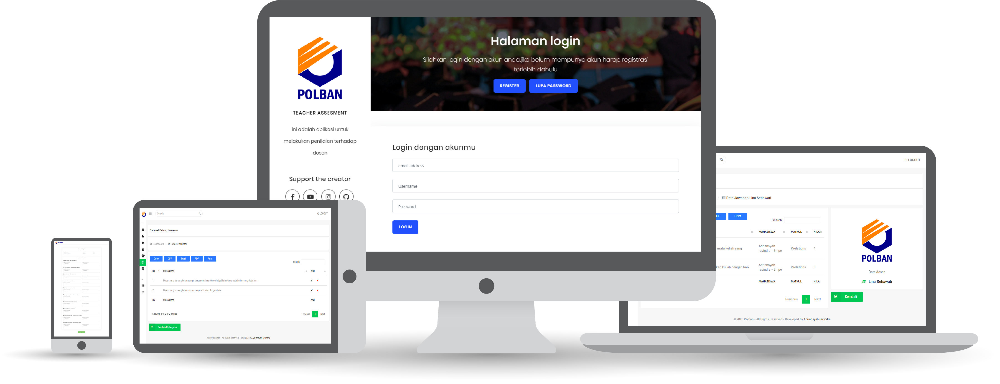 POLBAN
TEACHER ASSESMENT
ini adalah aplikasi untuk
melakukan penilaian terhadap
dosen
Support the creator
Halaman login
Silahkan login dengan akun anda.jika belum mempunya akun harap registrasi
terlebih dahulu
REGISTER
LUPA PASSWORD
Login dengan akunmu
email address
Username
Password
LOGIN
POLBAN
Search
LOGOUT
Selamat Datang Soekarno
Dashboard > Data Pertanyaan
Copy CSV Excel PDF Print
Search:
NO PERTANYAAN AKSI
1 Dosen yang bersangkutan sangat berpengetahuan/knowladgable tentang mata kuliah yang diajarkan
2 Dosen yang bersangkutan mempersiapkan kuliah dengan baik
NO PERTANYAAN AKSI
Showing 1 to 2 of 2 entries
Previous 1 Next
Tambah Pertanyaan
© 2020 Polban - All Rights Reserved - Developed by Adriansyah ravindra
LOGOUT
> Data Jawaban Lina Setiawati
DF Print
Search:
MAHASISWA MATKUL NILAI
mata kuliah yang
Adriansyah
ravindra - 3mpe
P.relations 4
kan kuliah dengan baik
Adriansyah
ravindra - 3mpe
P.relations 3
MAHASISWA MATKUL NILAI
Previous 1 Next
POLBAN
Data dosen
Lina Setiawati
Kembali
© 2020 Polban - All Rights Reserved - Developed by Adriansyah ravindra